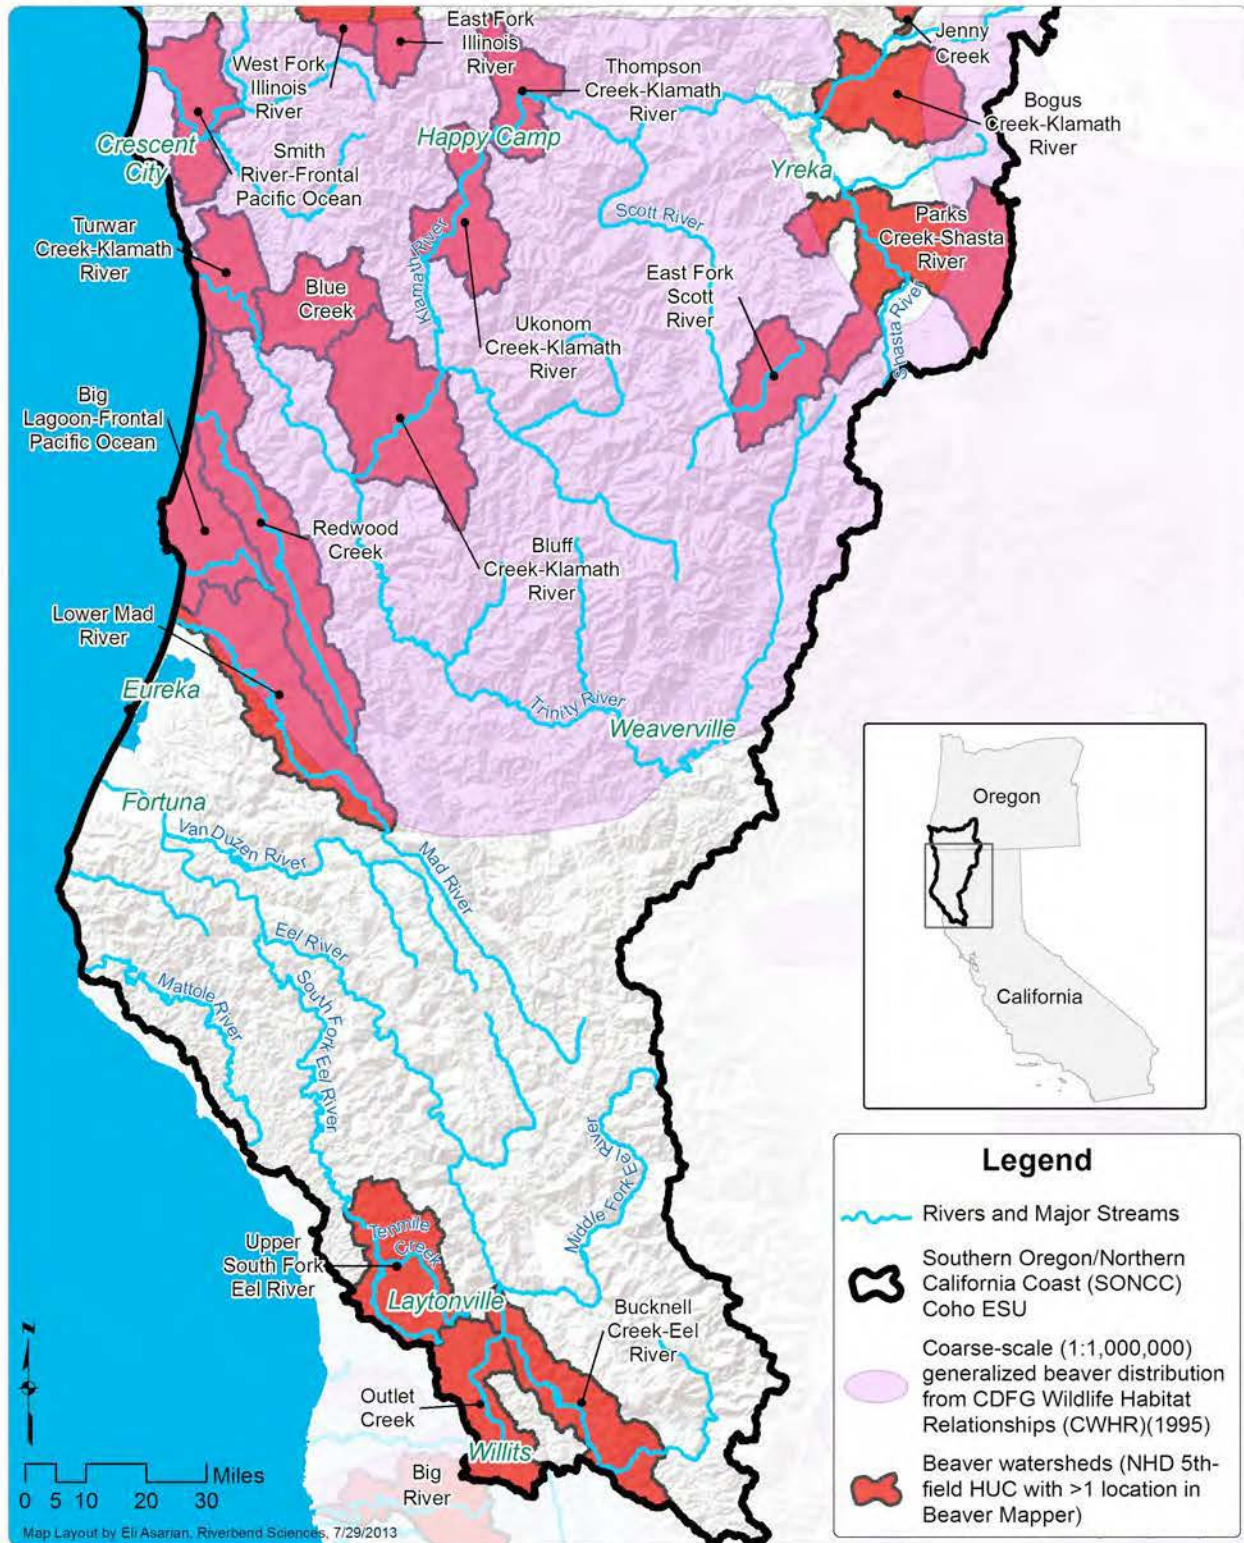 East Fork
Illinois
River
West Fork
Illinois
River
Thompson
Creek-Klamath
River
Jenny
Creek
Bogus
Creek-Klamath
River
Crescent
City
Smith
River-Frontal
Pacific Ocean
Happy Camp
Yreka
Turwar
Creek-Klamath
River
Scott River
Parks
Creek-Shasta
River
Klamath River
Blue
Creek
East Fork
Scott
River
Ukonom
Creek-Klamath
River
Shasta River
Big
Lagoon-Frontal
Pacific Ocean
Redwood
Creek
Bluff
Creek-Klamath
River
Lower Mad
River
Eureka
Trinity River
Weaverville
Fortuna
Van Duzen River
Mad River
Eel River
Mattole River
South Fork Eel River
Middle Fork Eel River
Tenmile
Creek
Upper
South Fork
Eel River
Laytonville
Bucknell
Creek-Eel
River
Outlet
Creek
Willits
Big
River
Oregon
California
Legend
Rivers and Major Streams
Southern Oregon/Northern
California Coast (SONCC)
Coho ESU
Coarse-scale (1:1,000,000)
generalized beaver distribution
from CDFG Wildlife Habitat
Relationships (CWHR)(1995)
Beaver watersheds (NHD 5th-
field HUC with >1 location in
Beaver Mapper)
N
Miles
0 5 10 20 30
Map Layout by Eli Asarian, Riverbend Sciences, 7/29/2013